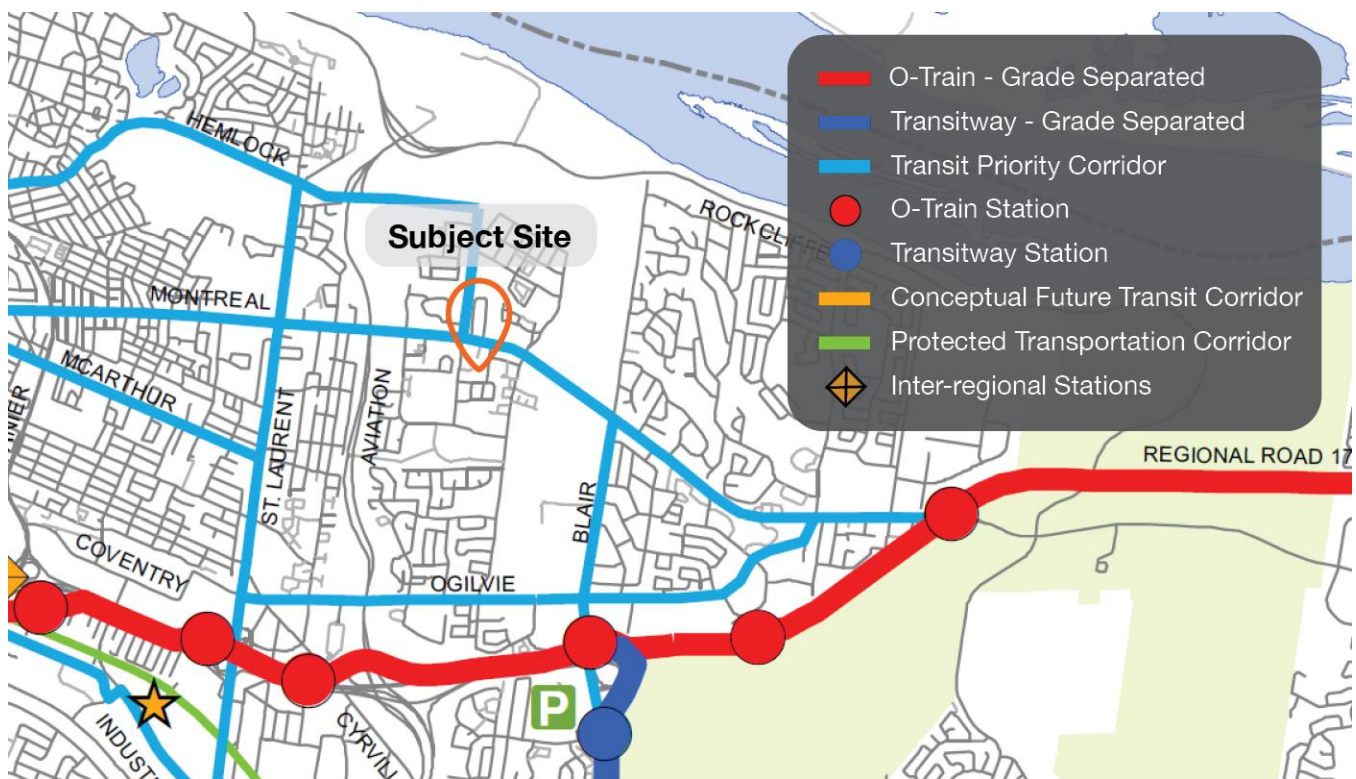 O-Train - Grade Separated
Transitway - Grade Separated
Transit Priority Corridor
O-Train Station
Transitway Station
Conceptual Future Transit Corridor
Protected Transportation Corridor
Inter-regional Stations
HEMLOCK
Subject Site
MONTREAL
MCARTHUR
ST. LAURENT
AVIATION
BLAIR
REGIONAL ROAD 17
COVENTRY
OGILVIE
P